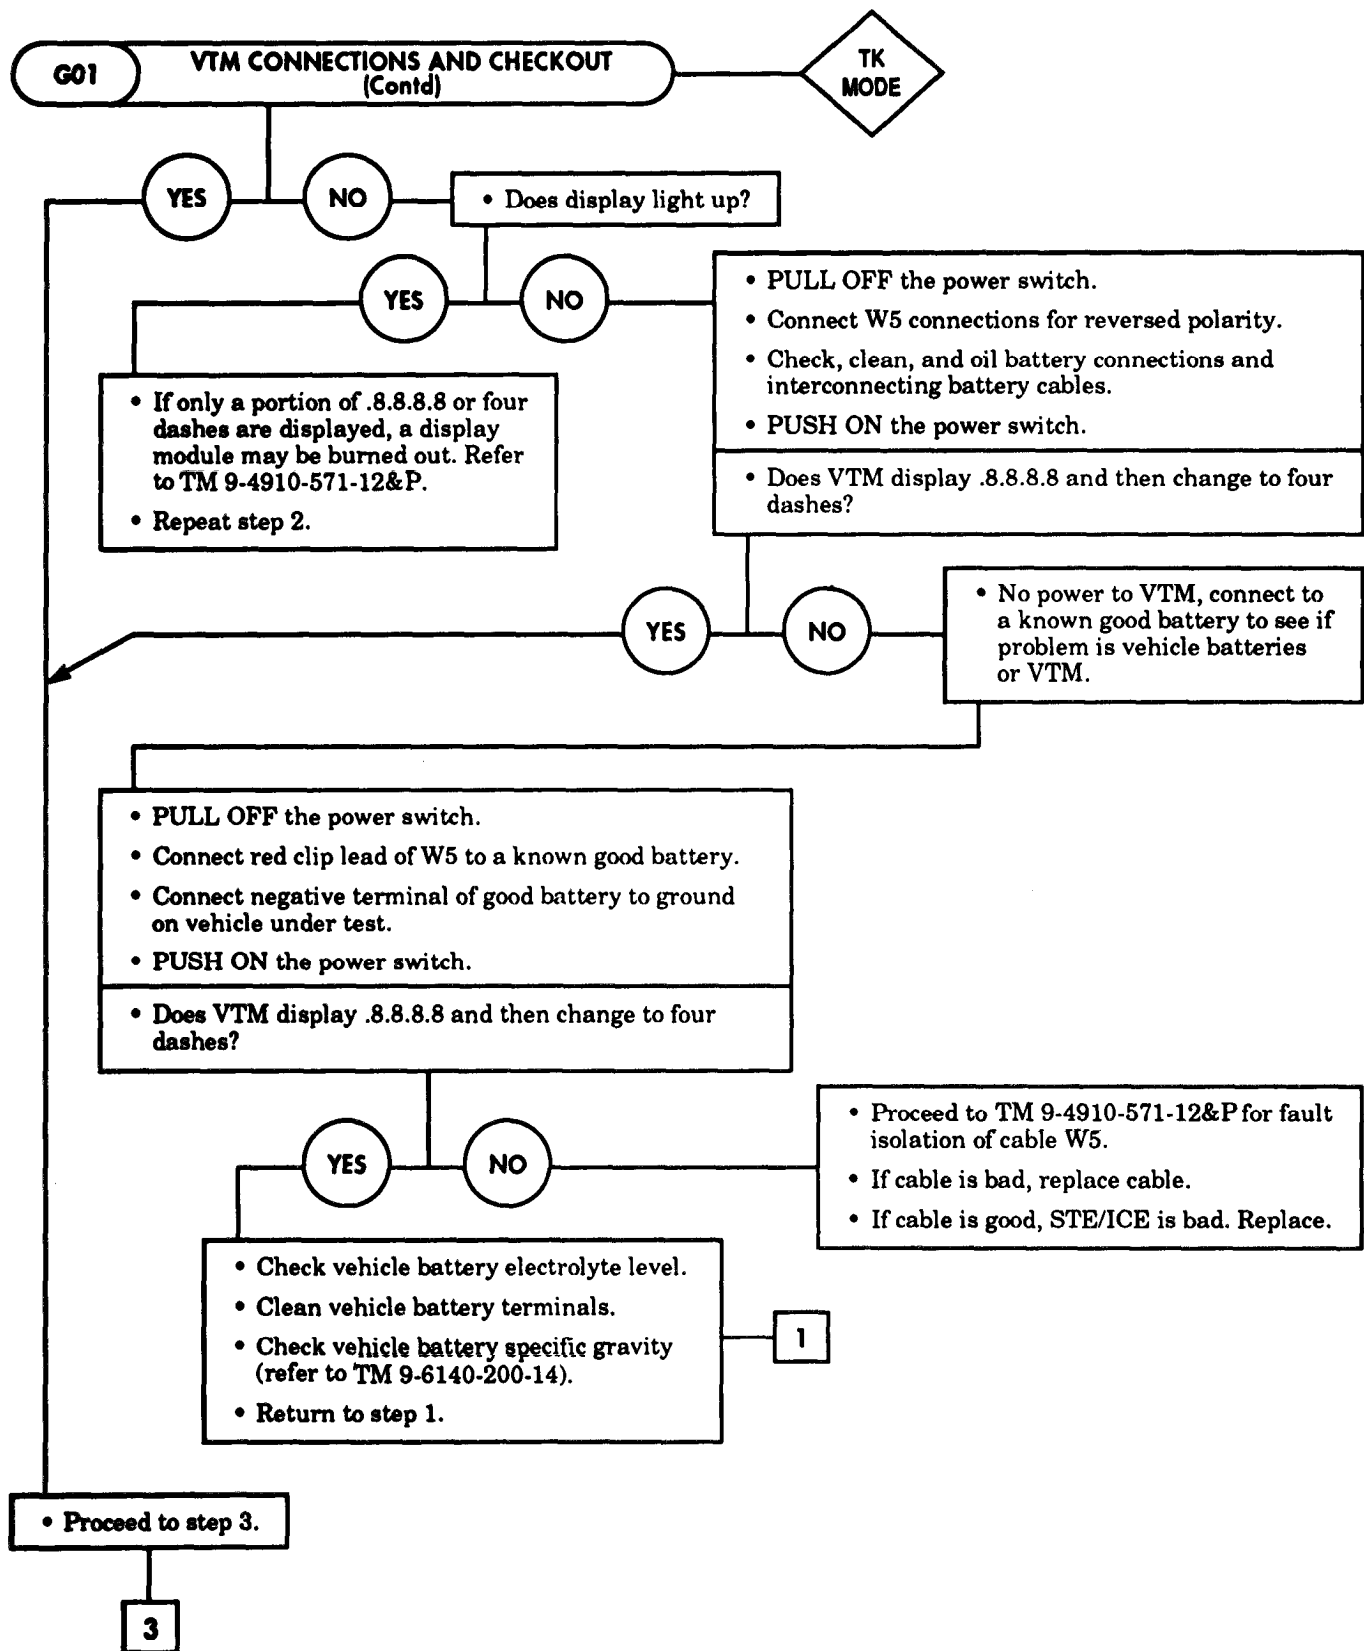 G01
VTM CONNECTIONS AND CHECKOUT
(Contd)
TK
MODE
YES
NO
• Does display light up?
YES
NO
• PULL OFF the power switch.
• Connect W5 connections for reversed polarity.
• Check, clean, and oil battery connections and
interconnecting battery cables.
• PUSH ON the power switch.
• Does VTM display .8.8.8.8 and then change to four
dashes?
• If only a portion of .8.8.8.8 or four
dashes are displayed, a display
module may be burned out. Refer
to TM 9-4910-571-12&P.
• Repeat step 2.
YES
NO
• No power to VTM, connect to
a known good battery to see if
problem is vehicle batteries
or VTM.
• PULL OFF the power switch.
• Connect red clip lead of W5 to a known good battery.
• Connect negative terminal of good battery to ground
on vehicle under test.
• PUSH ON the power switch.
• Does VTM display .8.8.8.8 and then change to four
dashes?
YES
NO
• Proceed to TM 9-4910-571-12&P for fault
isolation of cable W5.
• If cable is bad, replace cable.
• If cable is good, STE/ICE is bad. Replace.
• Check vehicle battery electrolyte level.
• Clean vehicle battery terminals.
• Check vehicle battery specific gravity
(refer to TM 9-6140-200-14).
• Return to step 1.
1
• Proceed to step 3.
3